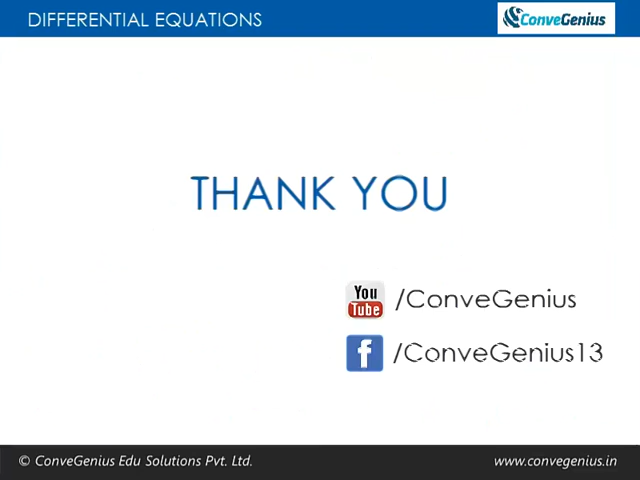 DIFFERENTIAL EQUATIONS
ConveGenius
THANK YOU
You
Tube
/ConveGenius
f
/ConveGenius13
© ConveGenius Edu Solutions Pvt. Ltd.
www.convegenius.in